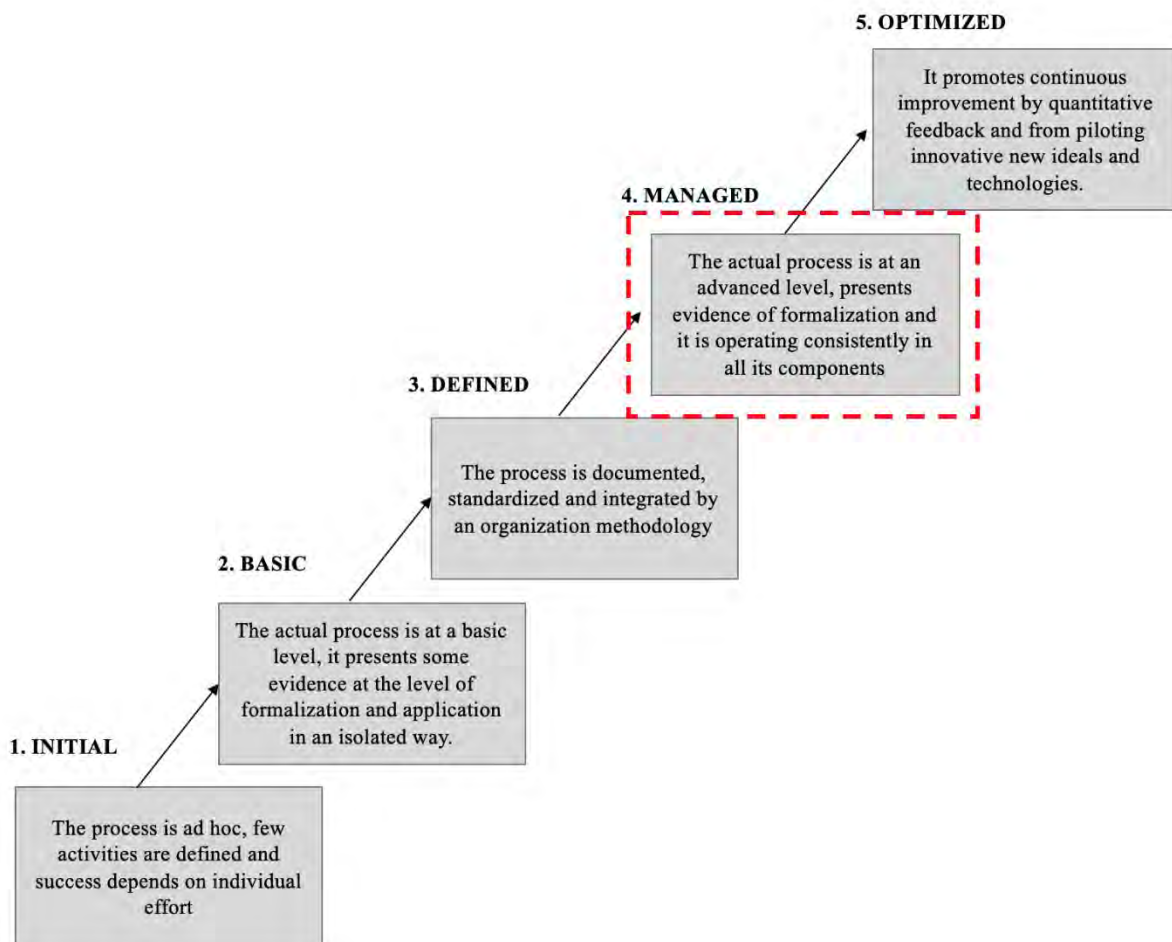 5. OPTIMIZED
It promotes continuous
improvement by quantitative
feedback and from piloting
innovative new ideals and
technologies.
4. MANAGED
The actual process is at an
advanced level, presents
evidence of formalization and
it is operating consistently in
all its components
3. DEFINED
The process is documented,
standardized and integrated by
an organization methodology
2. BASIC
The actual process is at a basic
level, it presents some
evidence at the level of
formalization and application
in an isolated way.
1. INITIAL
The process is ad hoc, few
activities are defined and
success depends on individual
effort